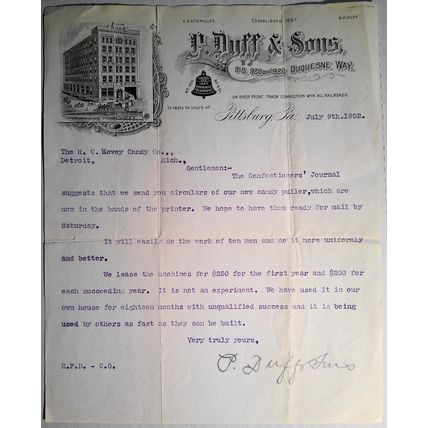 E.A.KITZMILLER.
ESTABLISHED 1857.
R.P.DUFF.
P. Duff & Sons,
918, 920 AND 922 DUQUESNE WAY,
ON RIVER FRONT, TRACK CONNECTION WITH ALL RAILROADS.
In reply to yours of
Pittsburg, Pa. July 9th.1902.
The H. C. Movey Candy Co.,,
Detroit, Mich.,
Gentlemen:-
The Confectioners' Journal
suggests that we send you circulars of our new candy puller,which are
now in the hands of the printer. We hope to have them ready for mail by
Saturday.
It will easily do the work of ten men and do it more uniformly
and better.
We lease the machines for $250 for the first year and $200 for
each succeeding year. It is not an experiment. We have used it in our
own house for eighteen months with unqualified success and it is being
used by others as fast as they can be built.
Very truly yours,
P. Duff & Sons
R.P.D - C.O.